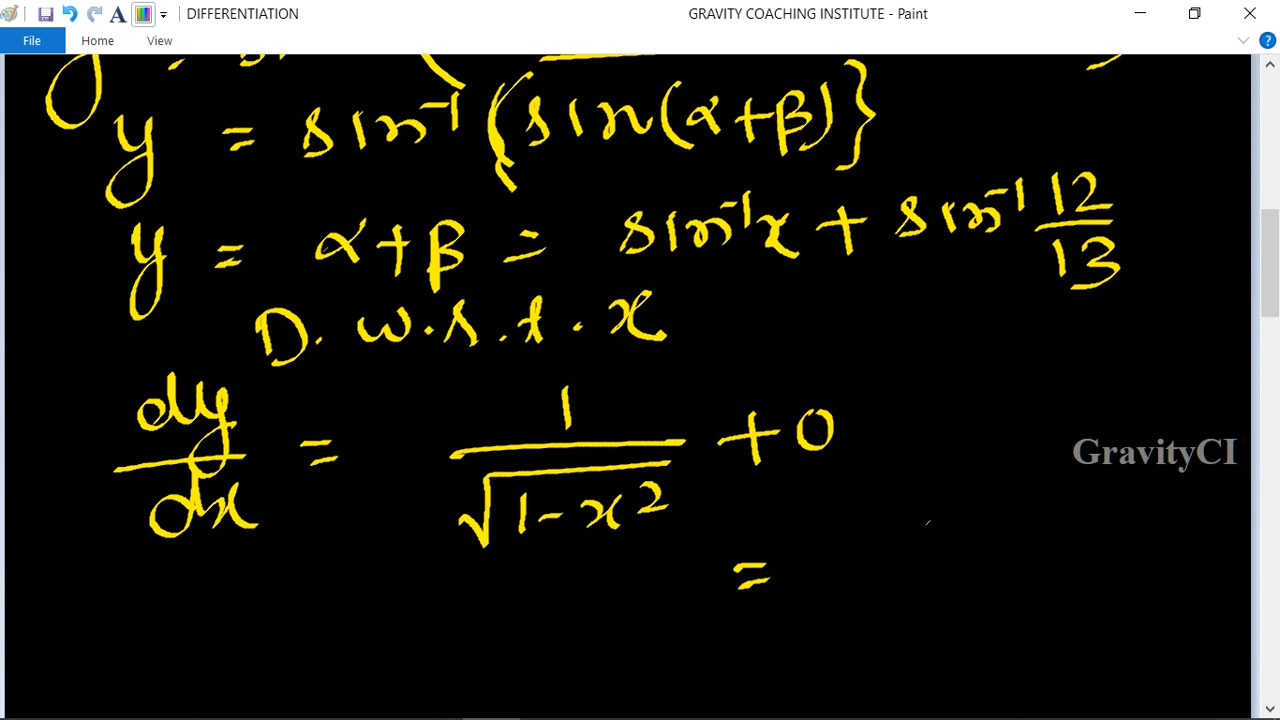 DIFFERENTIATION
GRAVITY COACHING INSTITUTE - Paint
File Home View
y = sin⁻¹{sin(α+β)}
y = α+β = sin⁻¹x + sin⁻¹ 12/13
D. w.r.t. x
dy/dx = 1/√(1-x²) + 0
GravityCI
=